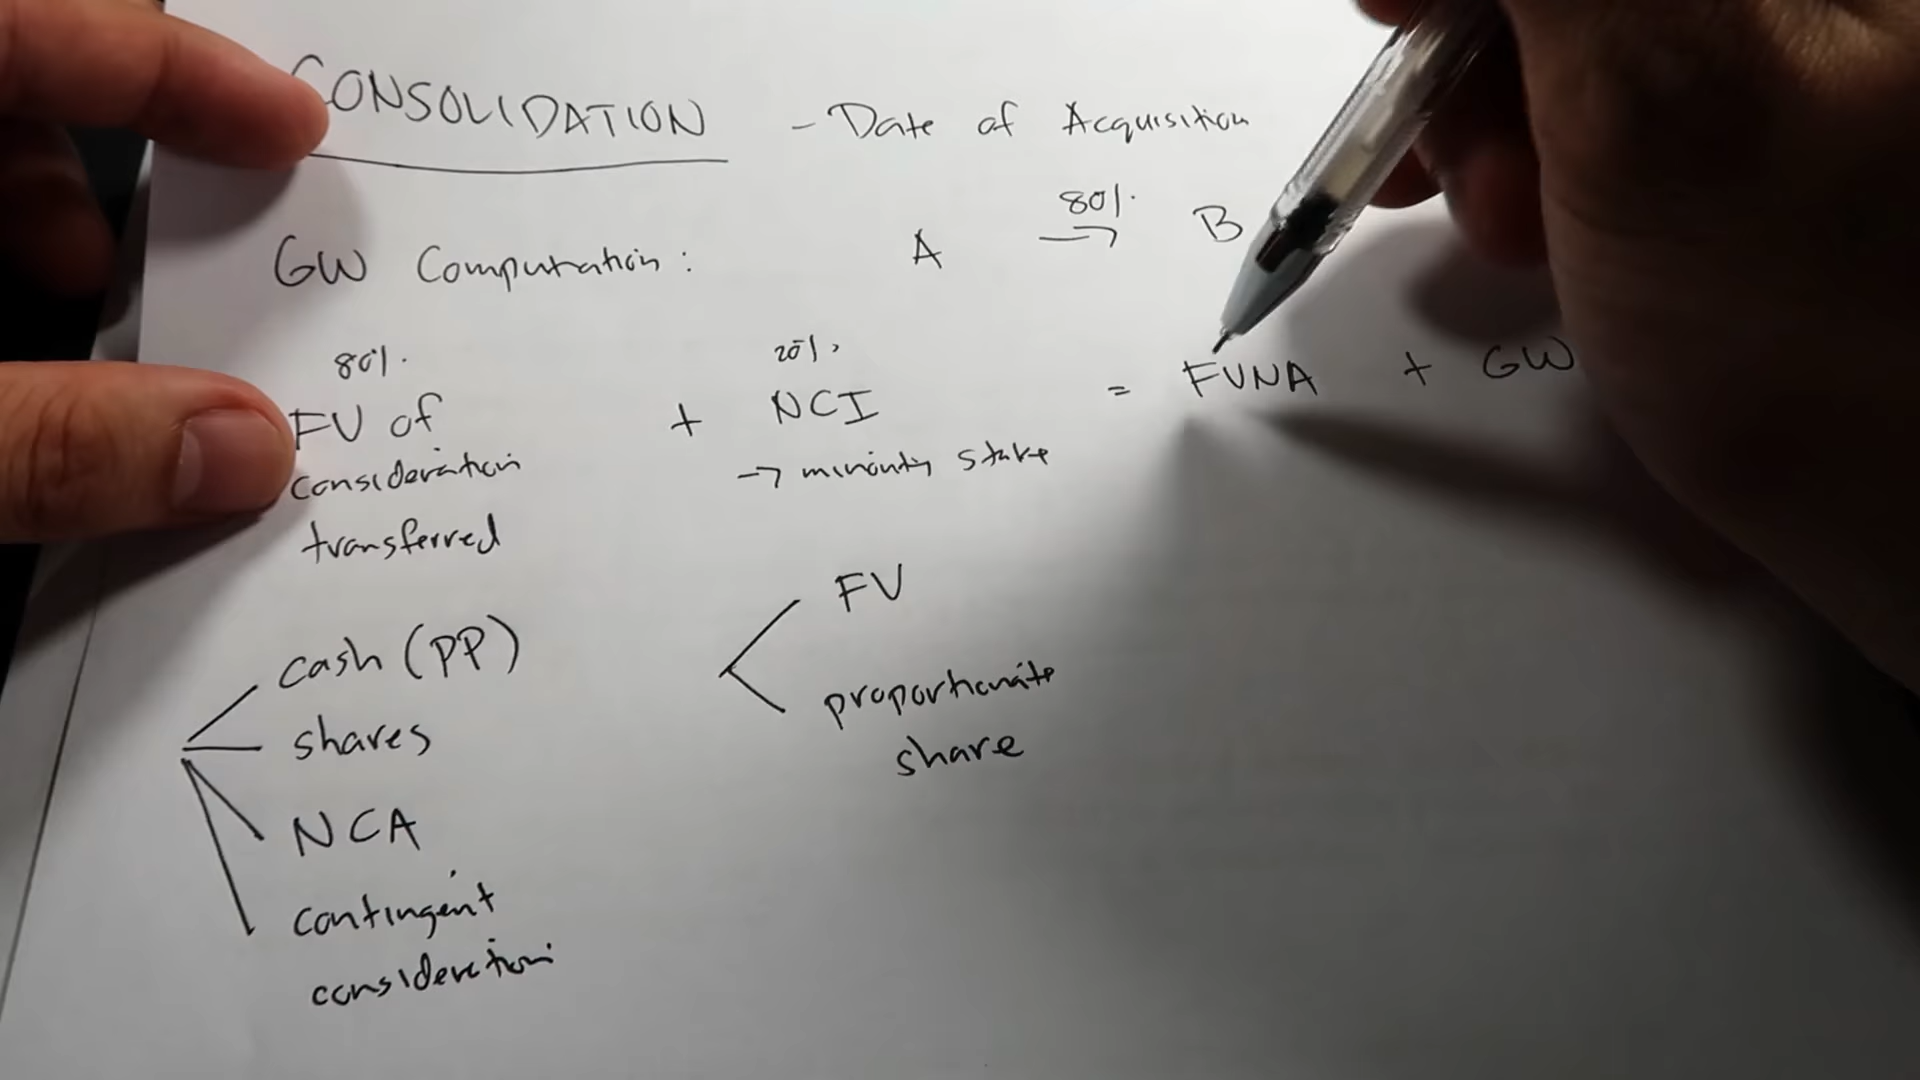 CONSOLIDATION - Date of Acquisition
GW Computation: A 80% → B
80% 20%
FV of + NCI = FVNA + GW
consideration → minority stake
transferred
FV
cash (PP)
proportionate
shares share
NCA
contingent
consideration